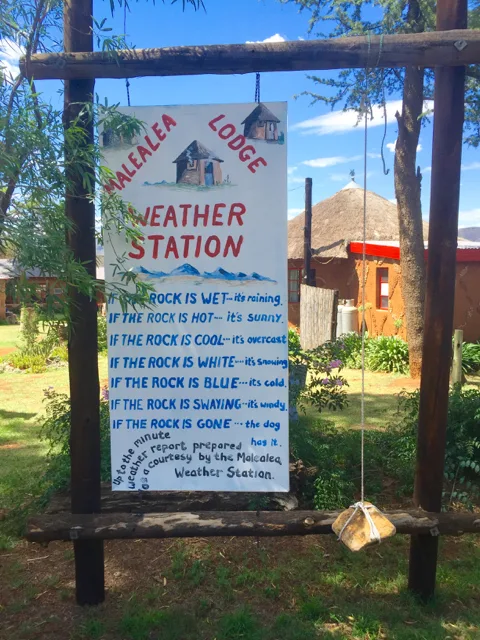 MALEALEA LODGE
WEATHER
STATION
IF THE ROCK IS WET--it's raining.
IF THE ROCK IS HOT--- it's sunny.
IF THE ROCK IS COOL---it's overcast
IF THE ROCK IS WHITE----it's snowing
IF THE ROCK IS BLUE---its cold.
IF THE ROCK IS SWAYING--it's windy.
IF THE ROCK IS GONE --- the dog
has it.
Up to the minute
weather report prepared
as a courtesy by the Malealea
Weather Station.